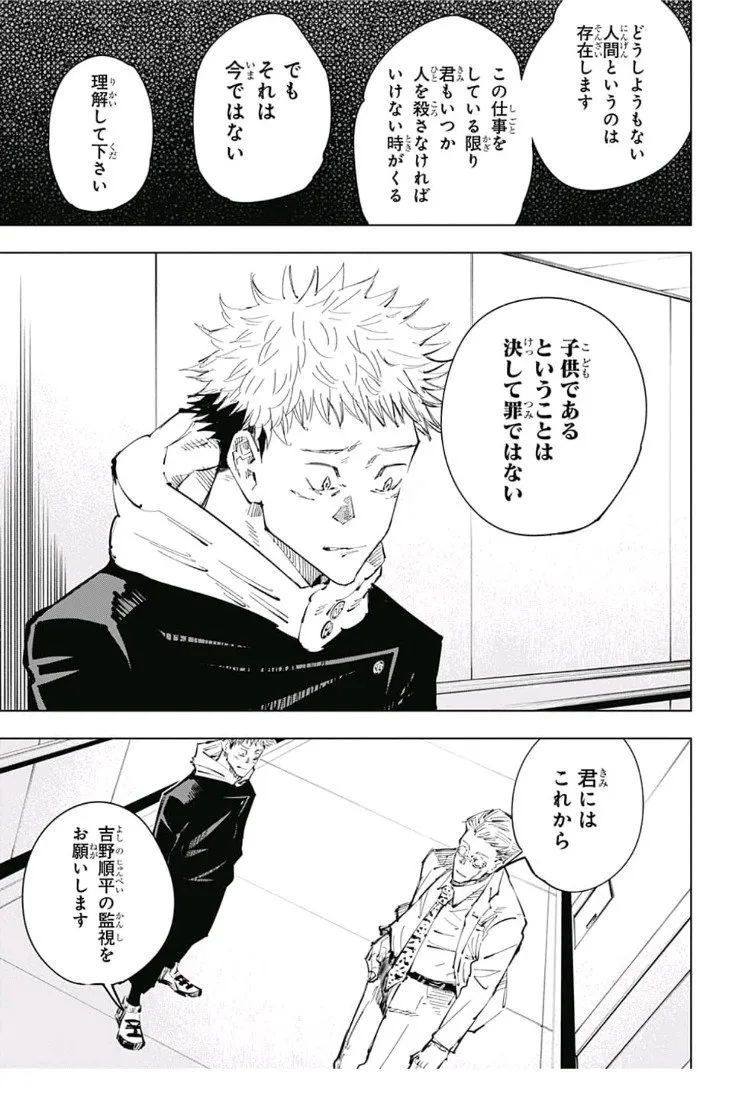 どうしようもない
人間というのは
存在します
この仕事を
している限り
君もいつか
人を殺さなければ
いけない時がくる
でも
それは
今ではない
理解して下さい
子供である
ということは
決して罪ではない
君には
これから
吉野順平の監視を
お願いします